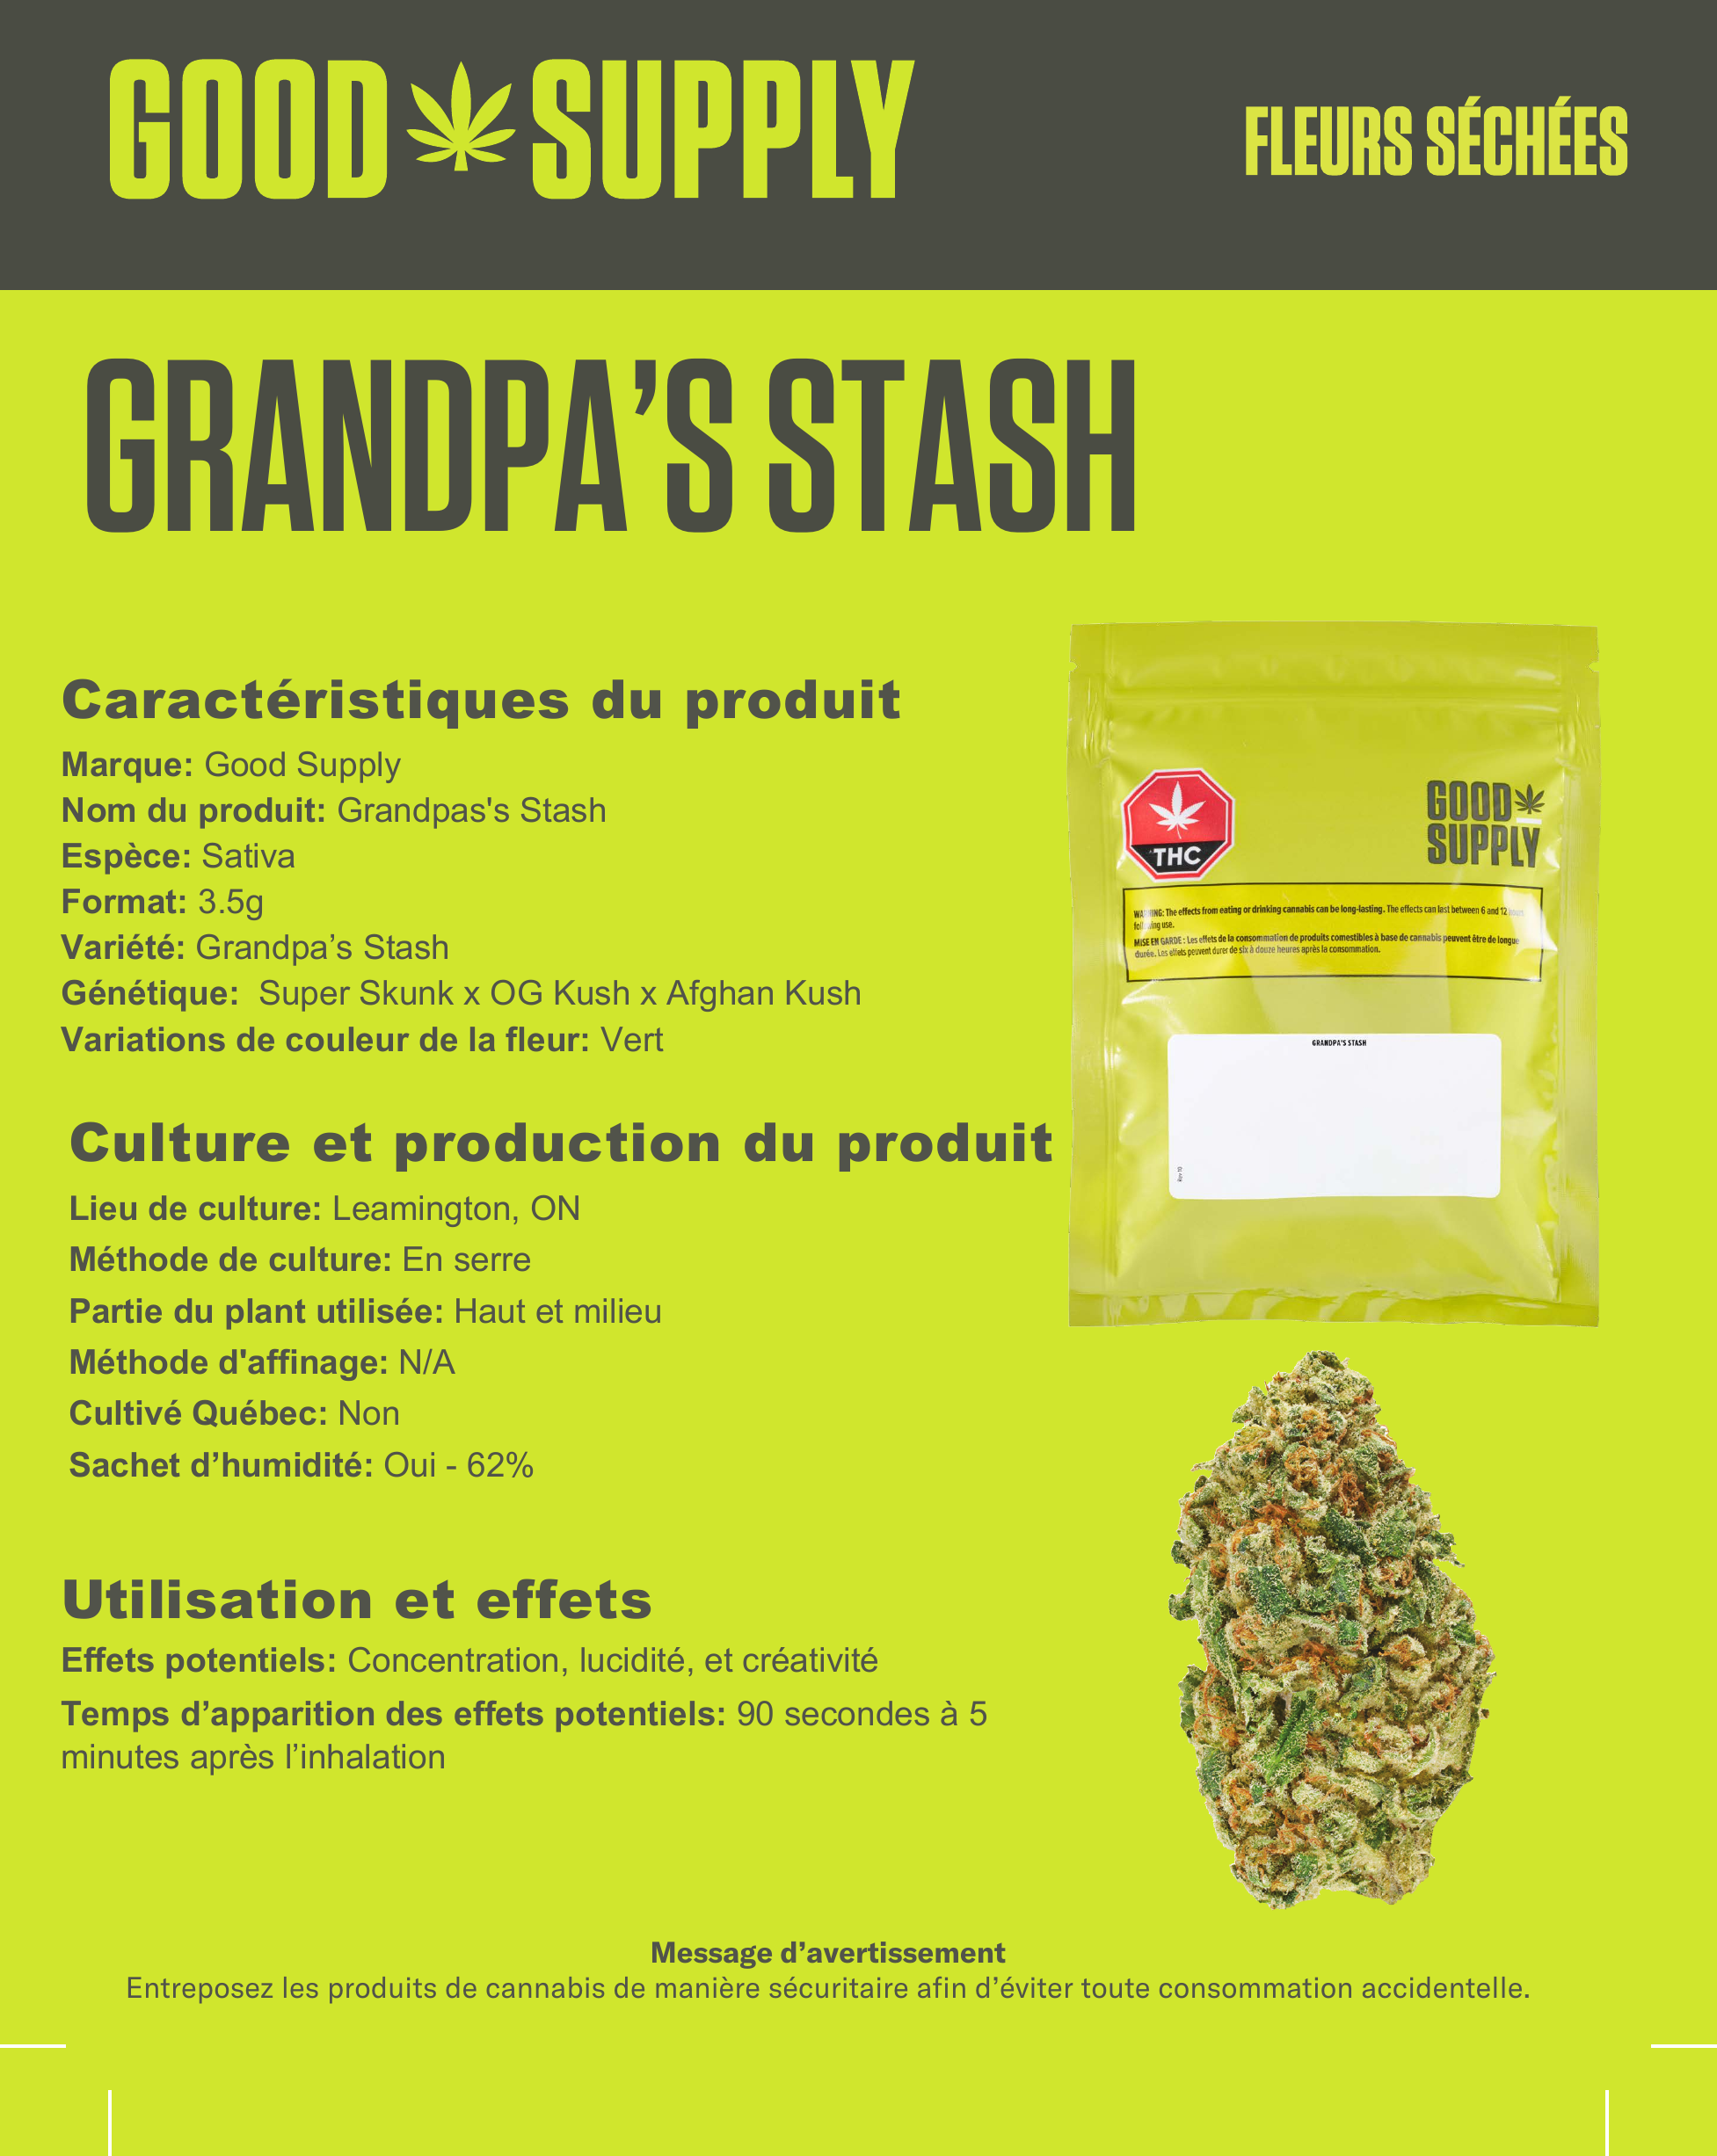 GOOD SUPPLY
FLEURS SÉCHÉES
GRANDPA'S STASH
Caractéristiques du produit
Marque: Good Supply
Nom du produit: Grandpas's Stash
Espèce: Sativa
Format: 3.5g
Variété: Grandpa's Stash
Génétique: Super Skunk x OG Kush x Afghan Kush
Variations de couleur de la fleur: Vert
Culture et production du produit
Lieu de culture: Leamington, ON
Méthode de culture: En serre
Partie du plant utilisée: Haut et milieu
Méthode d'affinage: N/A
Cultivé Québec: Non
Sachet d'humidité: Oui - 62%
Utilisation et effets
Effets potentiels: Concentration, lucidité, et créativité
Temps d'apparition des effets potentiels: 90 secondes à 5
minutes après l'inhalation
THC
GOOD
SUPPLY
WARNING: The effects from eating or drinking cannabis can be long-lasting. The effects can last between 6 and 12 hours
following use.
MISE EN GARDE : Les effets de la consommation de produits comestibles à base de cannabis peuvent être de longue
durée. Les effets peuvent durer de six à douze heures après la consommation.
GRANDPA'S STASH
Message d'avertissement
Entreposez les produits de cannabis de manière sécuritaire afin d'éviter toute consommation accidentelle.